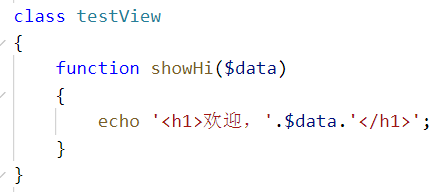 class testView
{
    function showHi($data)
    {
        echo '<h1>欢迎，'.$data.'</h1>';
    }
}